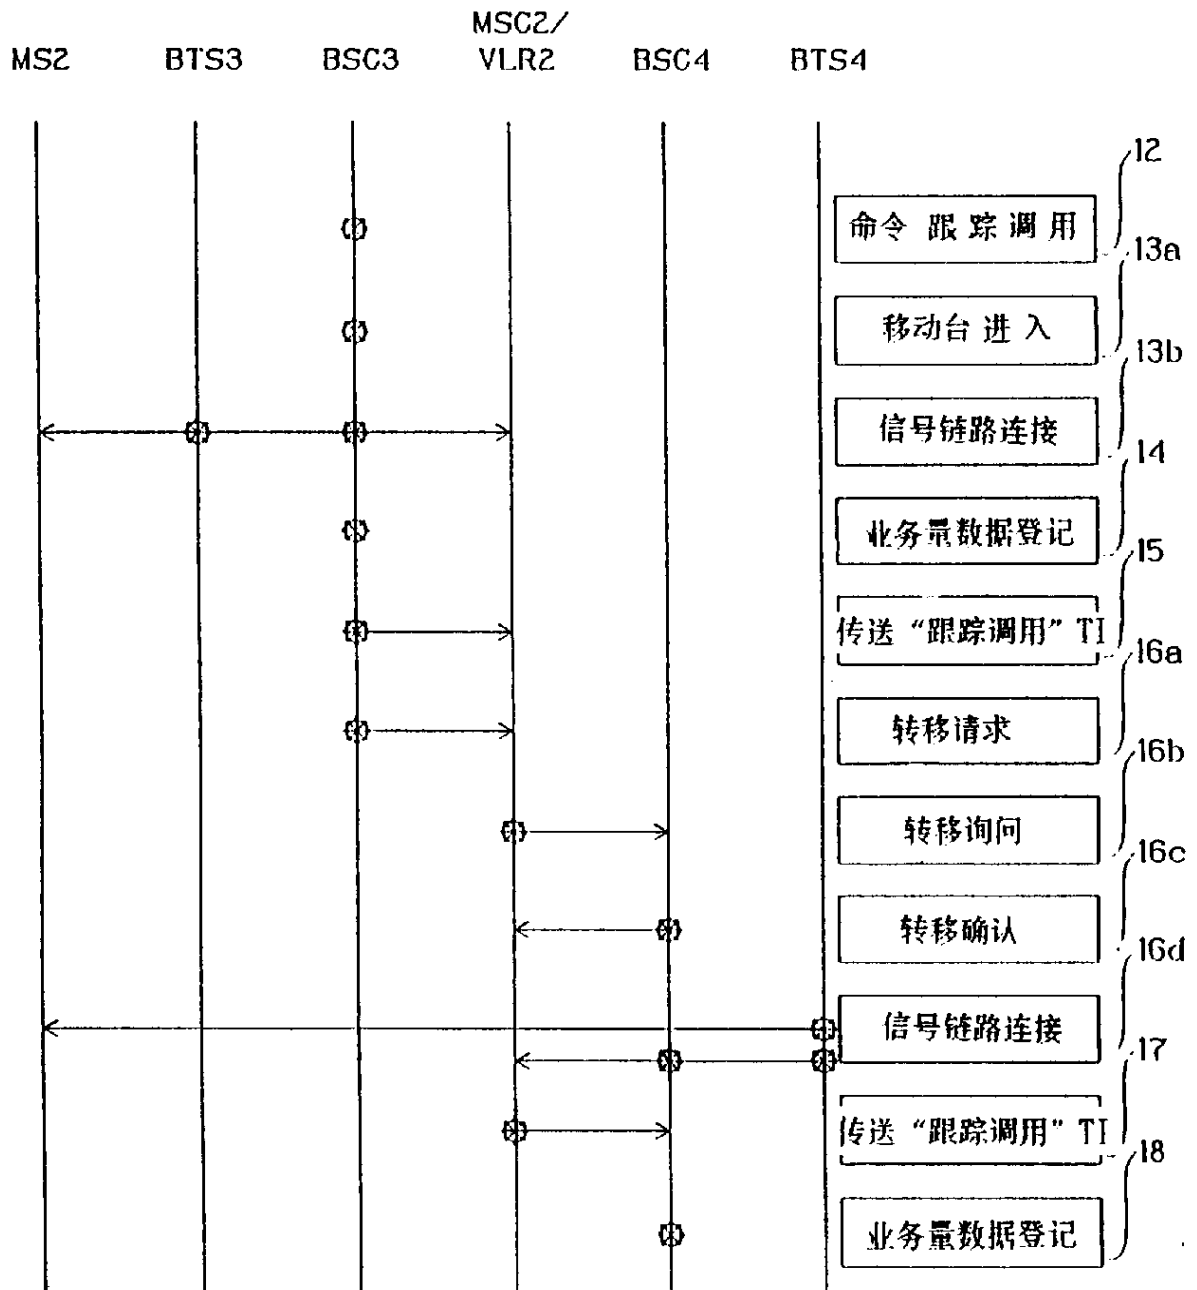 MSC2/
MS2 BTS3 BSC3 VLR2 BSC4 BTS4
12
命令 跟踪调用
13a
移动台进入
13b
信号链路连接
14
业务量数据登记
15
传送“跟踪调用”TI
16a
转移请求
16b
转移询问
16c
转移确认
16d
信号链路连接
17
传送“跟踪调用”TI
18
业务量数据登记